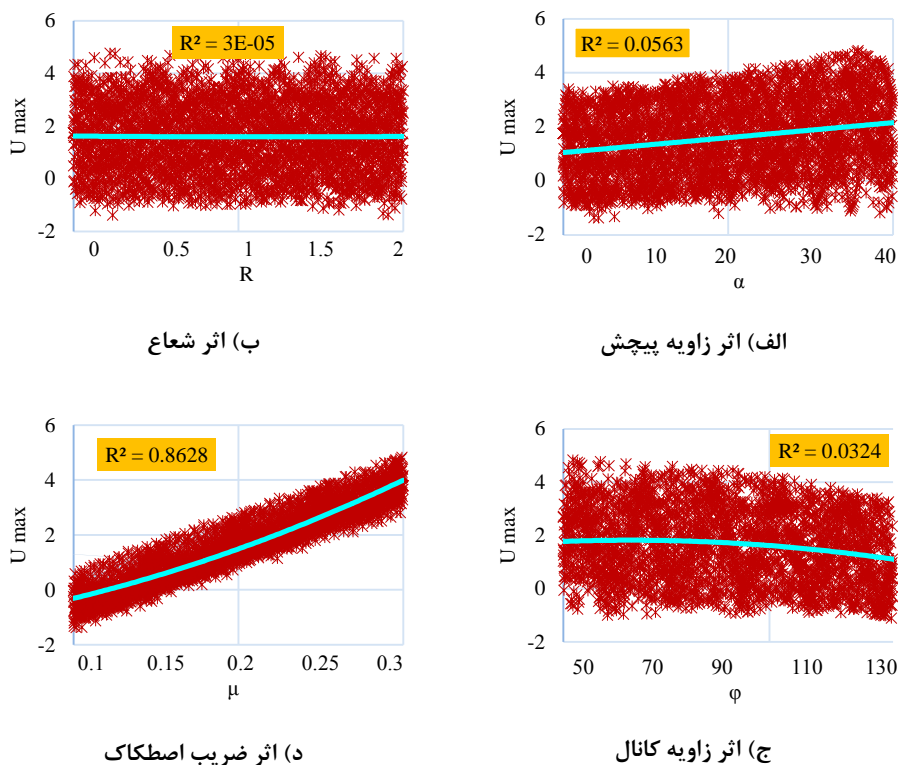 R² = 3E-05
U max
6
4
2
0
-2
0 0.5 1 1.5 2
R
ب) اثر شعاع
R² = 0.0563
U max
6
4
2
0
-2
0 10 20 30 40
α
الف) اثر زاویه پیچش
R² = 0.8628
U max
6
4
2
0
-2
0.1 0.15 0.2 0.25 0.3
μ
د) اثر ضریب اصطکاک
R² = 0.0324
U max
6
4
2
0
-2
50 70 90 110 130
φ
ج) اثر زاویه کانال